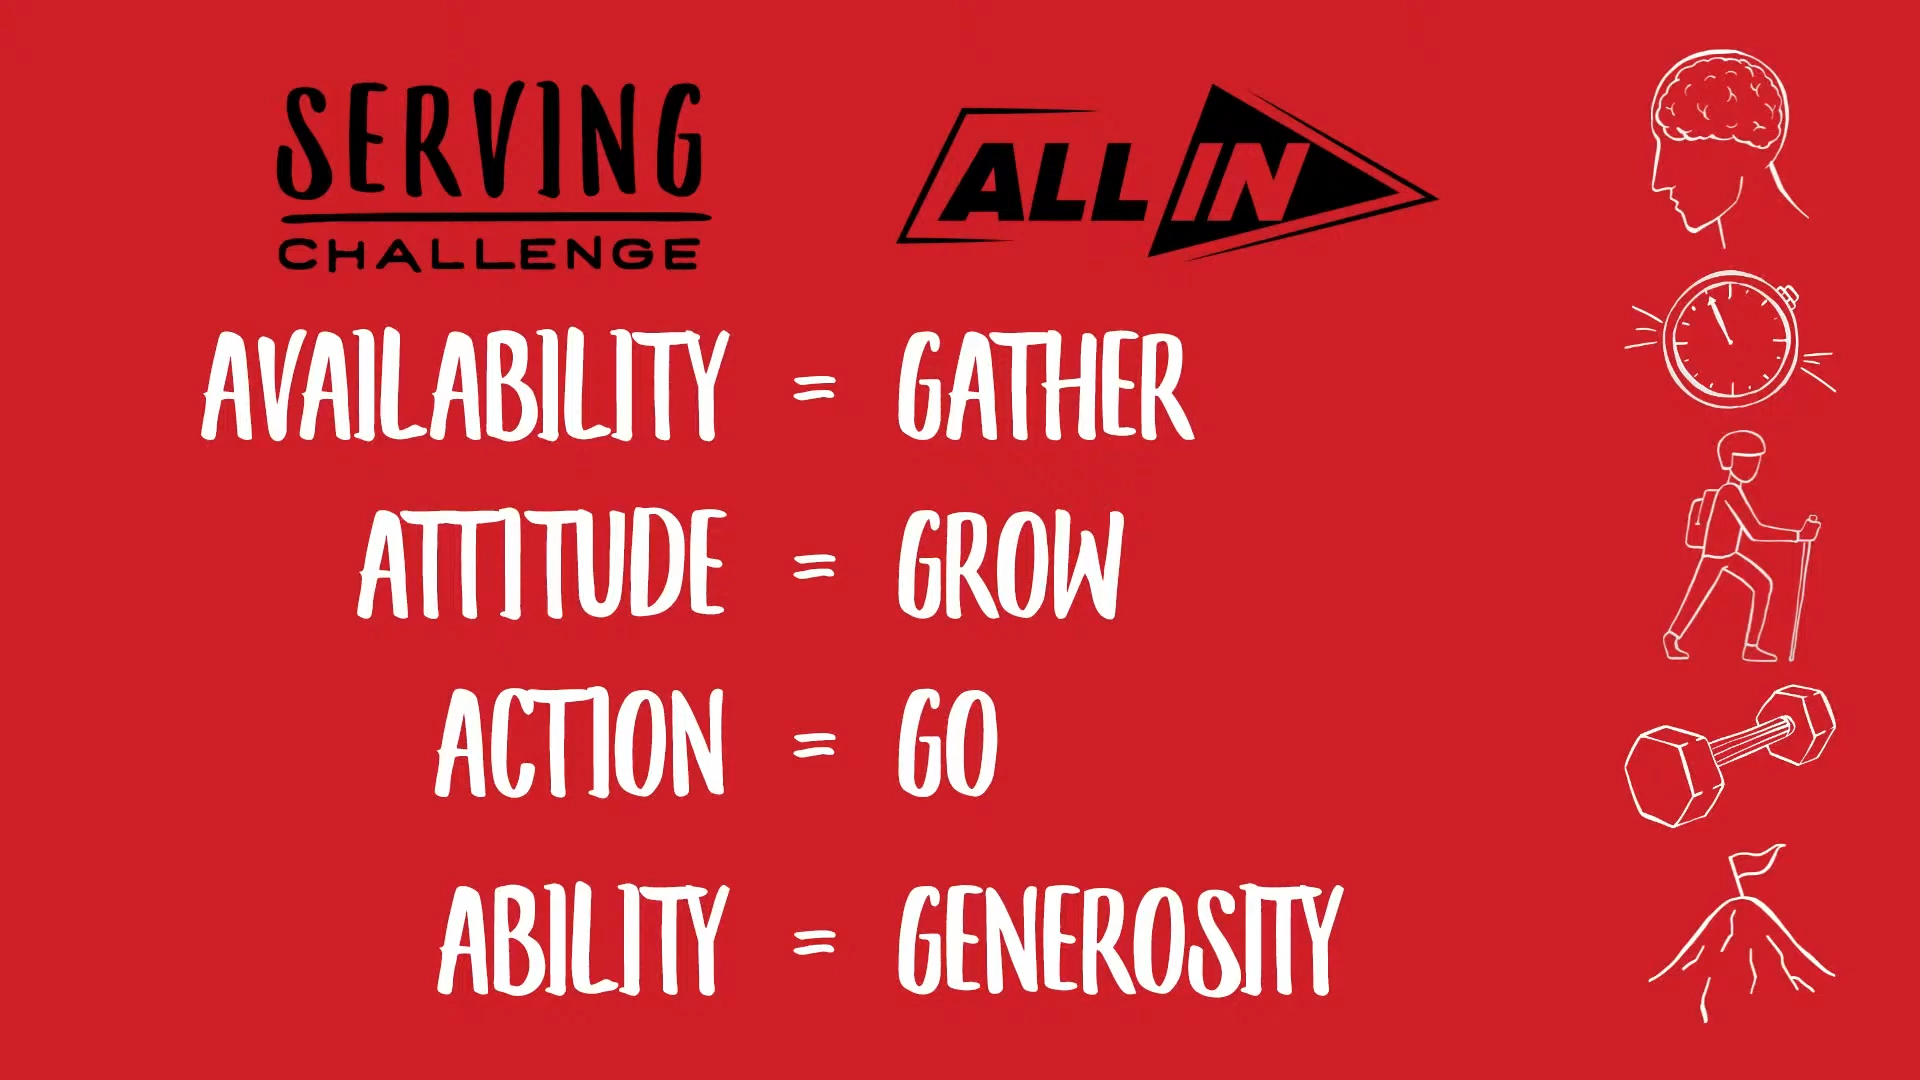 SERVING
CHALLENGE
ALL IN
AVAILABILITY = GATHER
ATTITUDE = GROW
ACTION = GO
ABILITY = GENEROSITY